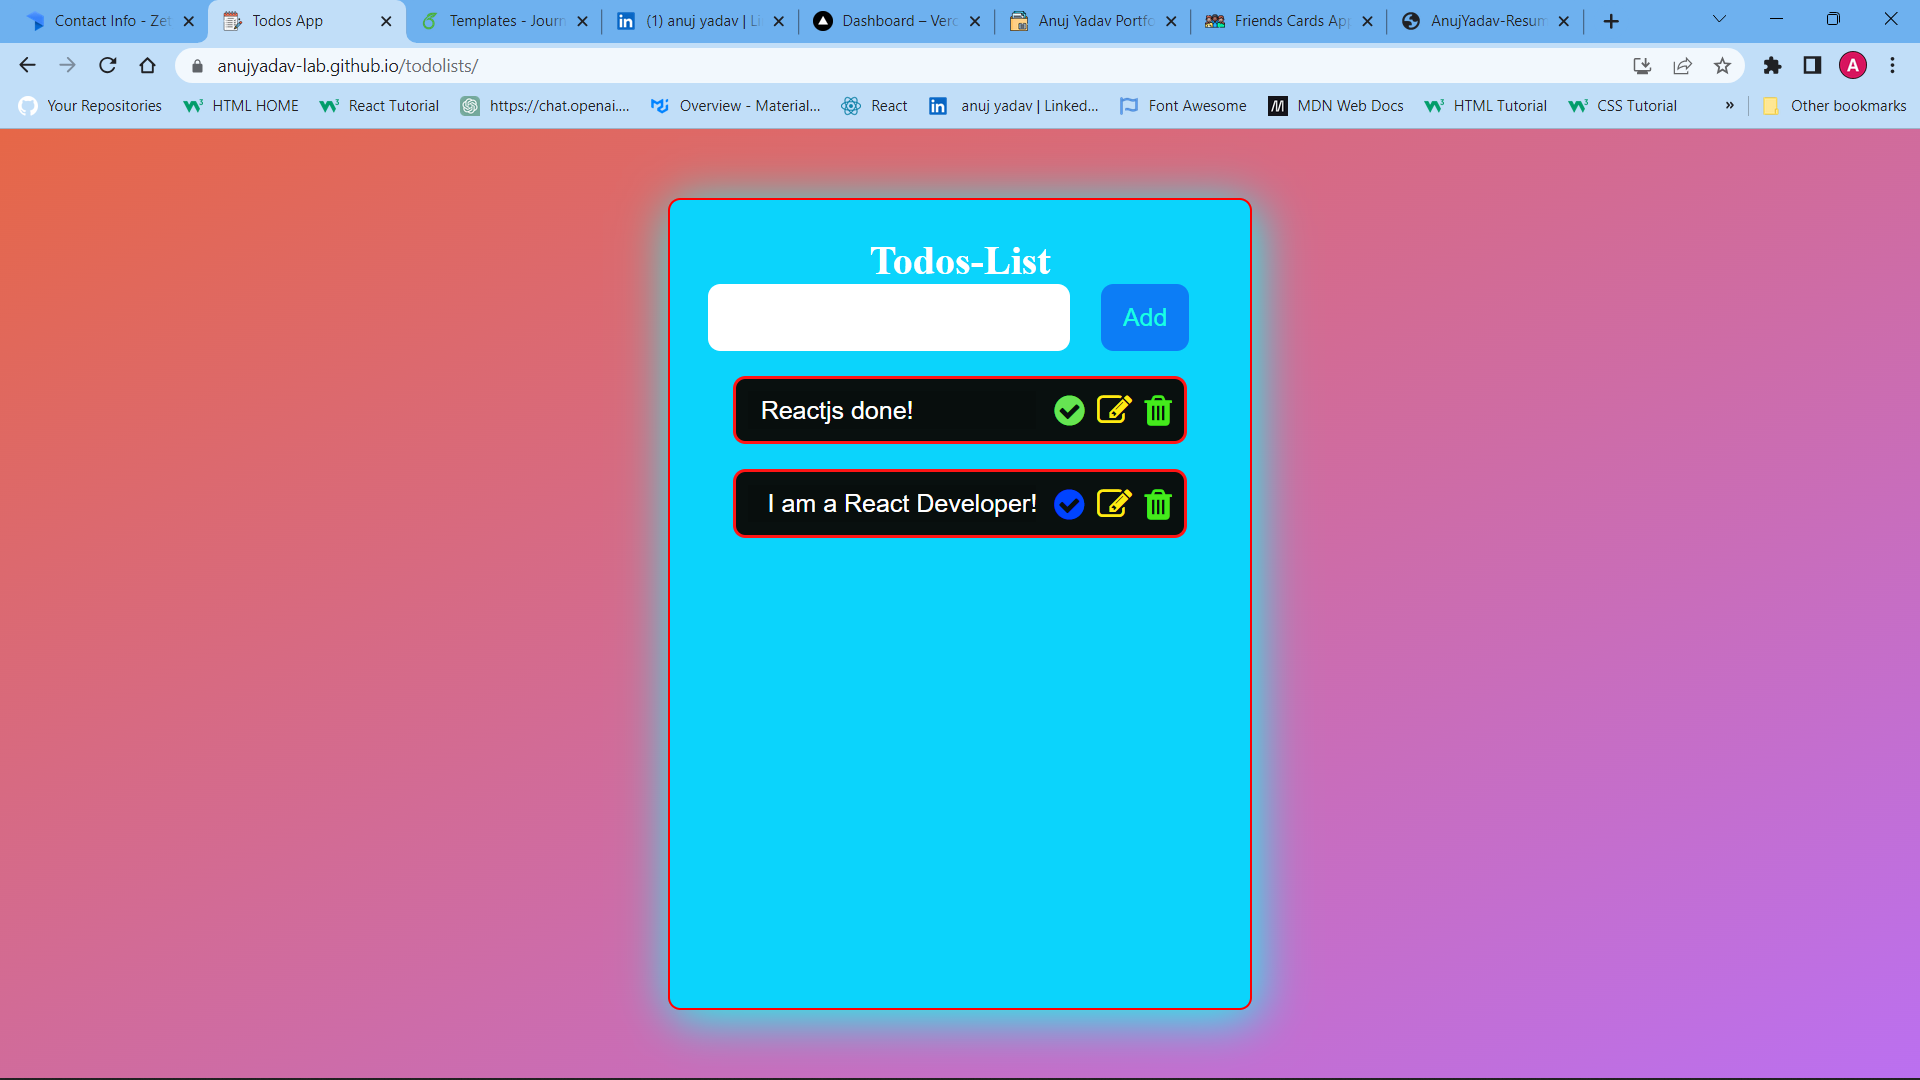 Contact Info - Zet
Todos App
Templates - Journ
(1) anuj yadav | Li
Dashboard – Verc
Anuj Yadav Portfo
Friends Cards App
AnujYadav-Resum
anujyadav-lab.github.io/todolists/
A
Your Repositories
HTML HOME
React Tutorial
https://chat.openai....
Overview - Material...
React
anuj yadav | Linked...
Font Awesome
MDN Web Docs
HTML Tutorial
CSS Tutorial
»
Other bookmarks
Todos-List
Add
Reactjs done!
I am a React Developer!